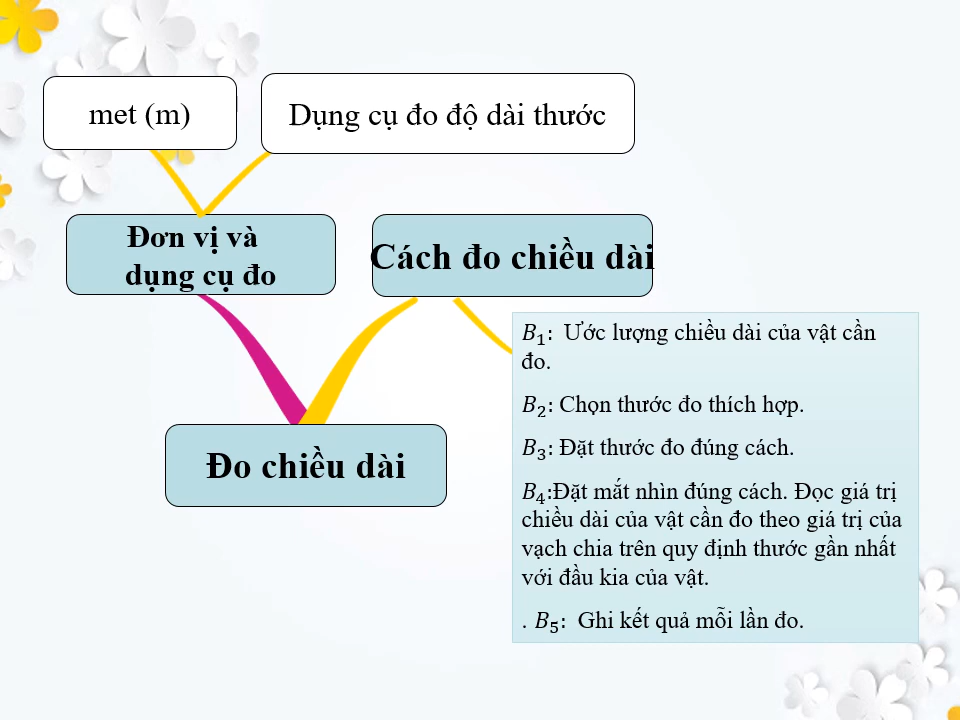 met (m)
Dụng cụ đo độ dài thước
Đơn vị và
dụng cụ đo
Cách đo chiều dài
Đo chiều dài
B₁: Ước lượng chiều dài của vật cần
đo.
B₂: Chọn thước đo thích hợp.
B₃: Đặt thước đo đúng cách.
B₄:Đặt mắt nhìn đúng cách. Đọc giá trị
chiều dài của vật cần đo theo giá trị của
vạch chia trên quy định thước gần nhất
với đầu kia của vật.
. B₅: Ghi kết quả mỗi lần đo.